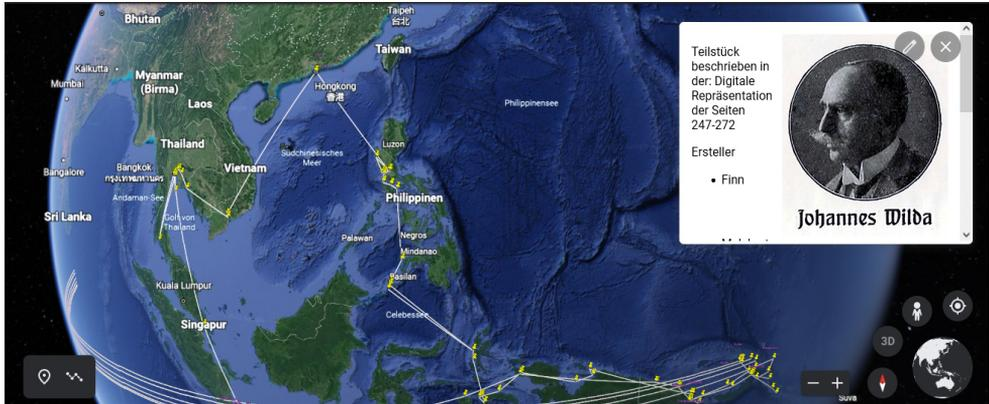 Bhutan
Taipeh
台北
Taiwan
Kalkutta
Mumbai
Myanmar
(Birma)
Hongkong
香港
Laos
Philippinensee
Thailand
Luzon
Südchinesisches
Meer
Bangalore
Bangkok
กรุงเทพมหานคร
Vietnam
Andaman-See
Philippinen
Sri Lanka
Golf von
Thailand
Palawan
Negros
Mindanao
Basilan
Kuala Lumpur
Celebessee
Singapur
Suva
Teilstück
beschrieben in
der: Digitale
Repräsentation
der Seiten
247-272
Ersteller
• Finn
Johannes Wilda
3D